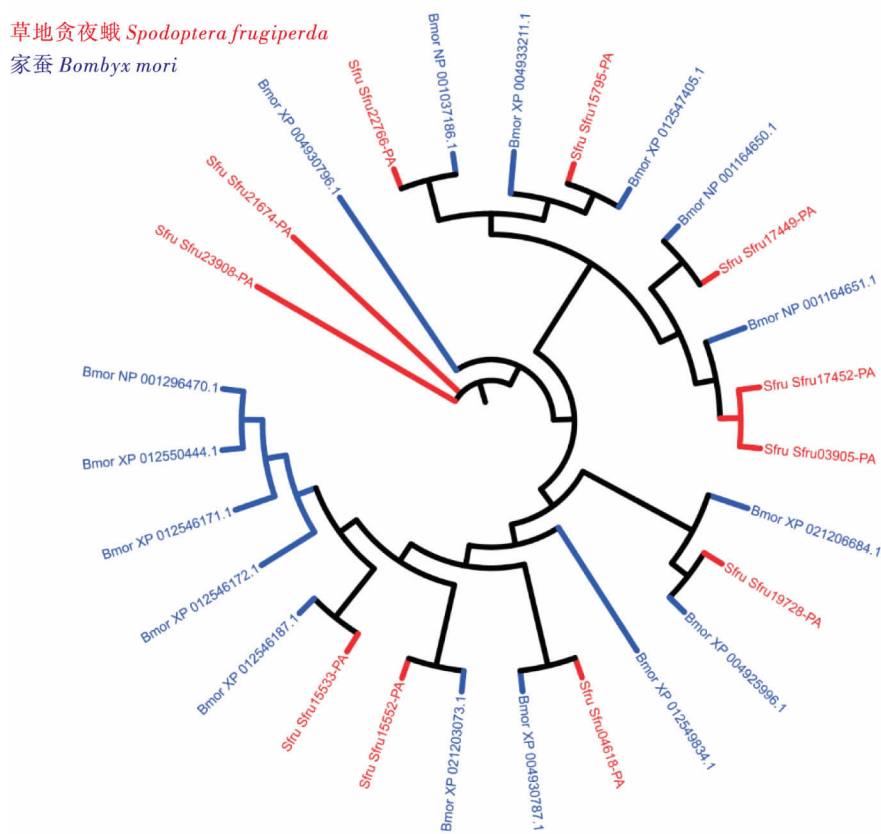 草地贪夜蛾 Spodoptera frugiperda
家蚕 Bombyx mori
Bmor XP 004930796.1
Sfru Sfru22766-PA
Bmor NP 001037186.1
Bmor XP 004933211.1
Sfru Sfru15795-PA
Bmor XP 012547405.1
Bmor NP 001164650.1
Sfru Sfru17449-PA
Bmor NP 001164651.1
Sfru Sfru17452-PA
Sfru Sfru03905-PA
Bmor XP 021206684.1
Sfru Sfru19728-PA
Bmor XP 004925996.1
Bmor XP 012549834.1
Sfru Sfru04618-PA
Bmor XP 004930787.1
Bmor XP 021203073.1
Sfru Sfru15552-PA
Sfru Sfru15533-PA
Bmor XP 012546187.1
Bmor XP 012546172.1
Bmor XP 012546171.1
Bmor XP 012550444.1
Bmor NP 001296470.1
Sfru Sfru23908-PA
Sfru Sfru21674-PA